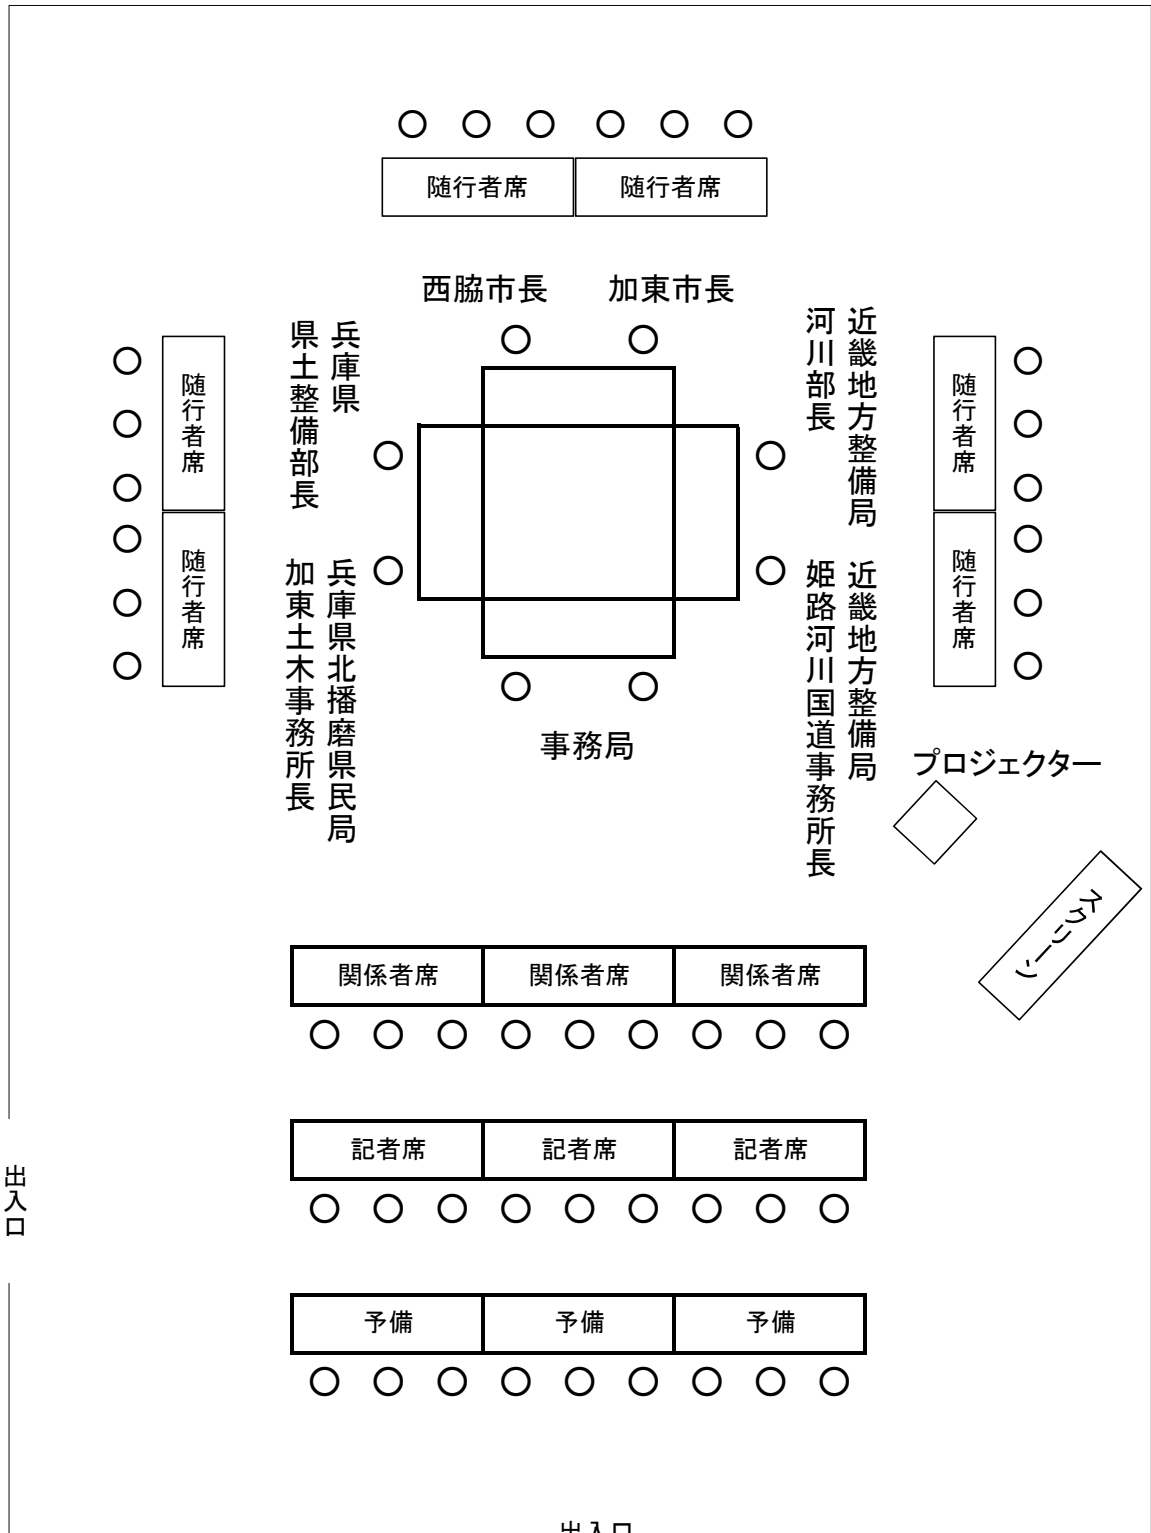 随行者席
随行者席
西脇市長
加東市長
兵庫県
県土整備部長
近畿地方整備局
河川部長
随行者席
随行者席
随行者席
随行者席
兵庫県北播磨県民局
加東土木事務所長
近畿地方整備局
姫路河川国道事務所長
事務局
プロジェクター
スクリーン
関係者席
関係者席
関係者席
記者席
記者席
記者席
出入口
予備
予備
予備
出入口